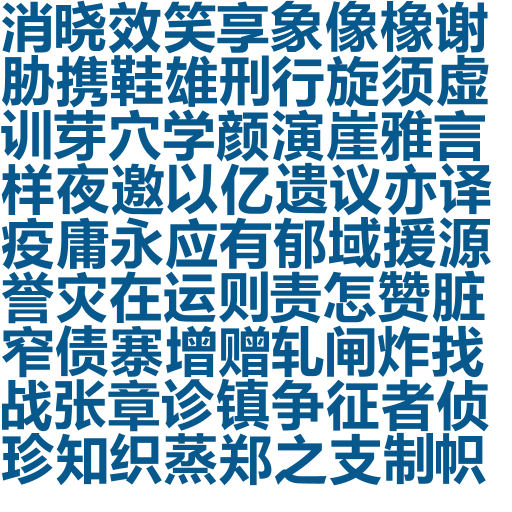 消晓效笑享象像橡谢
胁携鞋雄刑行旋须虚
训芽穴学颜演崖雅言
样夜邀以亿遗议亦译
疫庸永应有郁域援源
誉灾在运则责怎赞脏
窄债寨增赠轧闸炸找
战张章诊镇争征者侦
珍知织蒸郑之支制帜